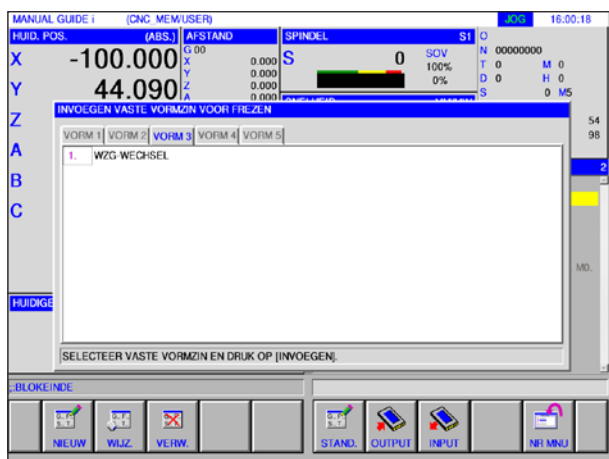 MANUAL GUIDE i (CNC_MEM/USER) JOG 16:00:18
HUID. POS. (ABS.) AFSTAND SPINDEL S1 O
X -100.000 G 00 X 0.000 S 0 SOV 100% N 00000000
Y 0.000 T 0 M 0
Y 44.090 Z 0.000 0% D 0 H 0
A 0.000 S 0 M5
INVOEGEN VASTE VORMZIN VOOR FREZEN
Z 54
VORM 1 VORM 2 VORM 3 VORM 4 VORM 5 98
A 1. WZG-WECHSEL
B 2
C
M0.
HUIDIGE
SELECTEER VASTE VORMZIN EN DRUK OP [INVOEGEN].
;:BLOKEINDE
NIEUW WIJZ. VERW. STAND. OUTPUT INPUT NR MNU